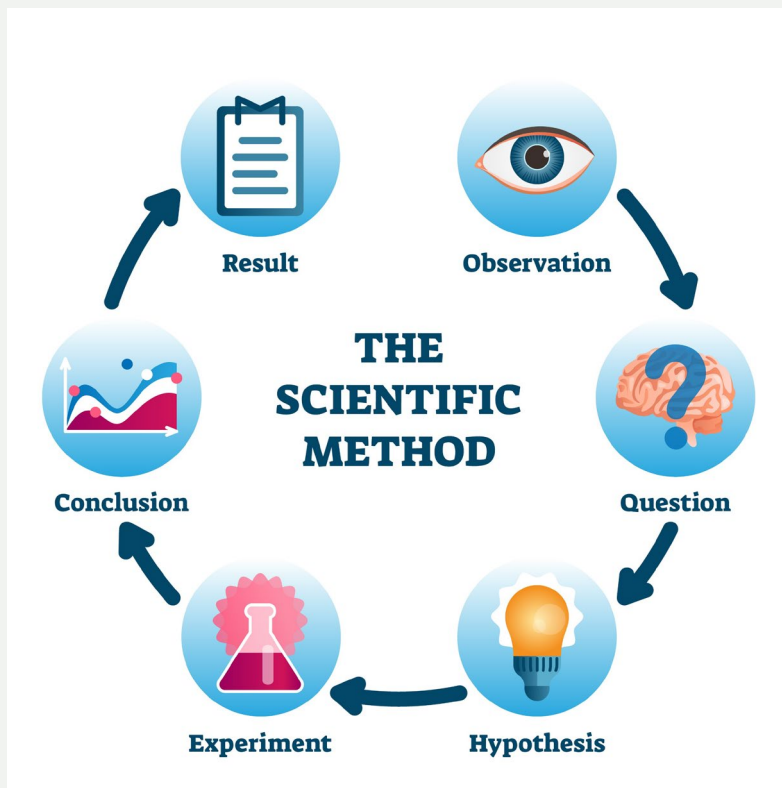 Result
Observation
THE
SCIENTIFIC
METHOD
Conclusion
Question
Experiment
Hypothesis